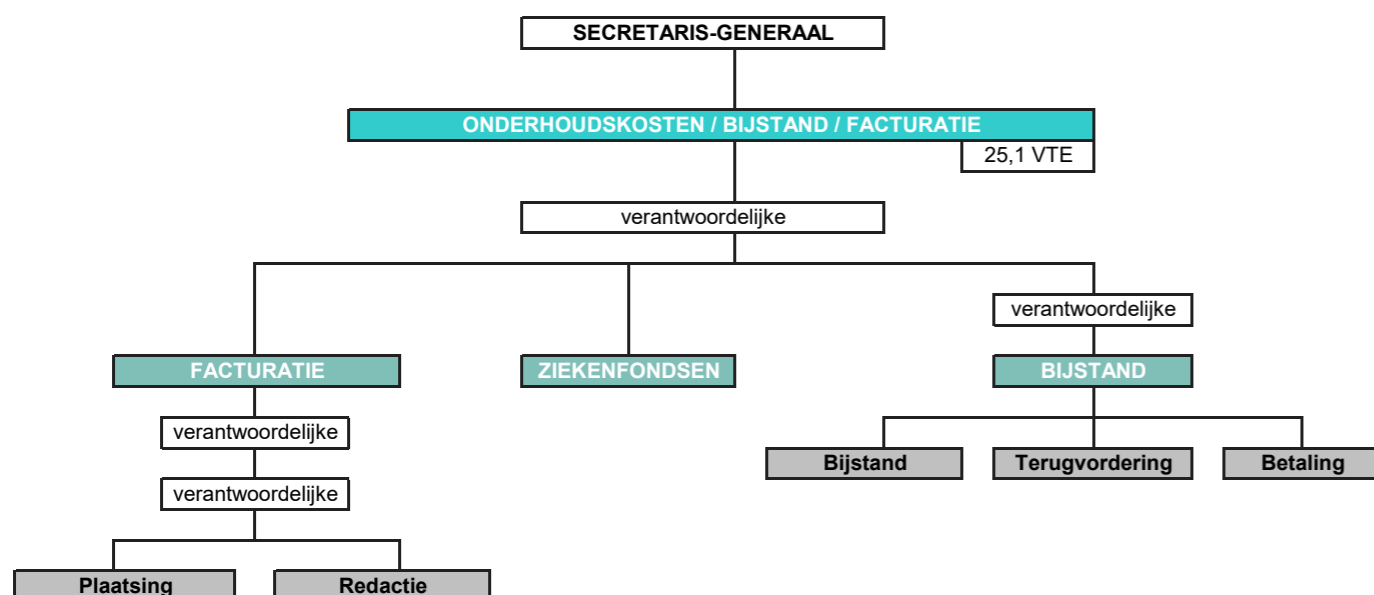 SECRETARIS-GENERAAL
ONDERHOUDSKOSTEN / BIJSTAND / FACTURATIE
25,1 VTE
verantwoordelijke
verantwoordelijke
FACTURATIE
ZIEKENFONDSEN
BIJSTAND
verantwoordelijke
Bijstand
Terugvordering
Betaling
verantwoordelijke
Plaatsing
Redactie